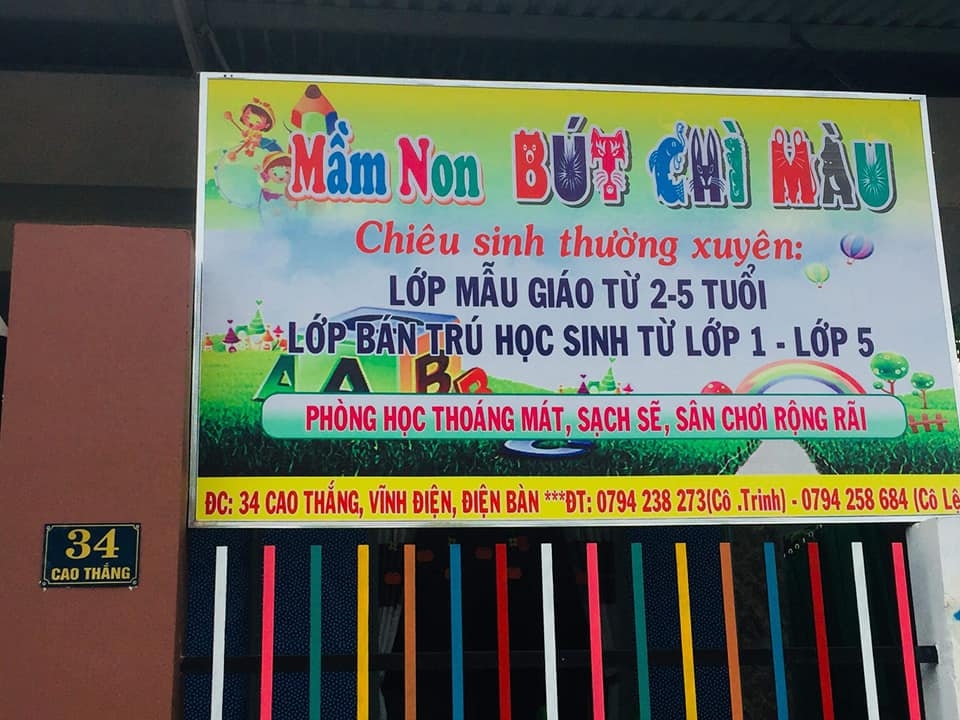 Mầm Non BÚT CHÌ MÀU
Chiêu sinh thường xuyên:
LỚP MẪU GIÁO TỪ 2-5 TUỔI
LỚP BÁN TRÚ HỌC SINH TỪ LỚP 1 - LỚP 5
PHÒNG HỌC THOÁNG MÁT, SẠCH SẼ, SÂN CHƠI RỘNG RÃI
ĐC: 34 CAO THẮNG, VĨNH ĐIỆN, ĐIỆN BÀN ***ĐT: 0794 238 273(Cô .Trinh) - 0794 258 684 (Cô Lê
34
CAO THẮNG